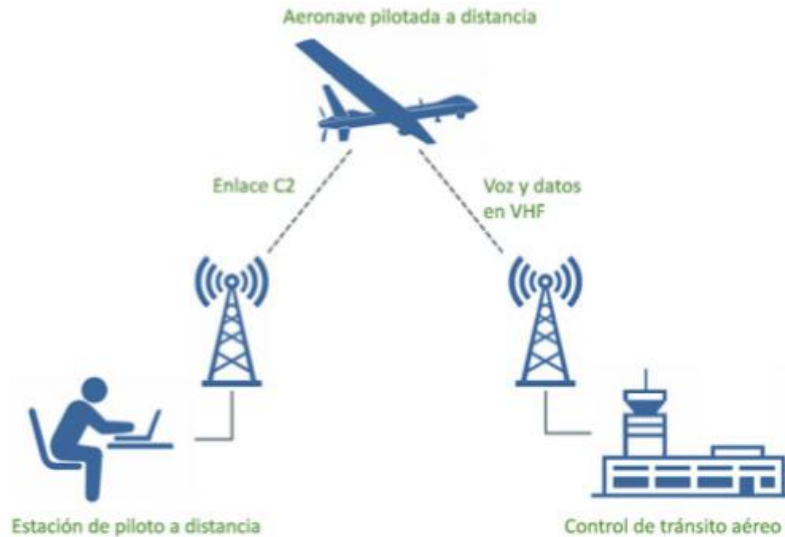 Aeronave pilotada a distancia
Enlace C2
Voz y datos
en VHF
Estación de piloto a distancia
Control de tránsito aéreo